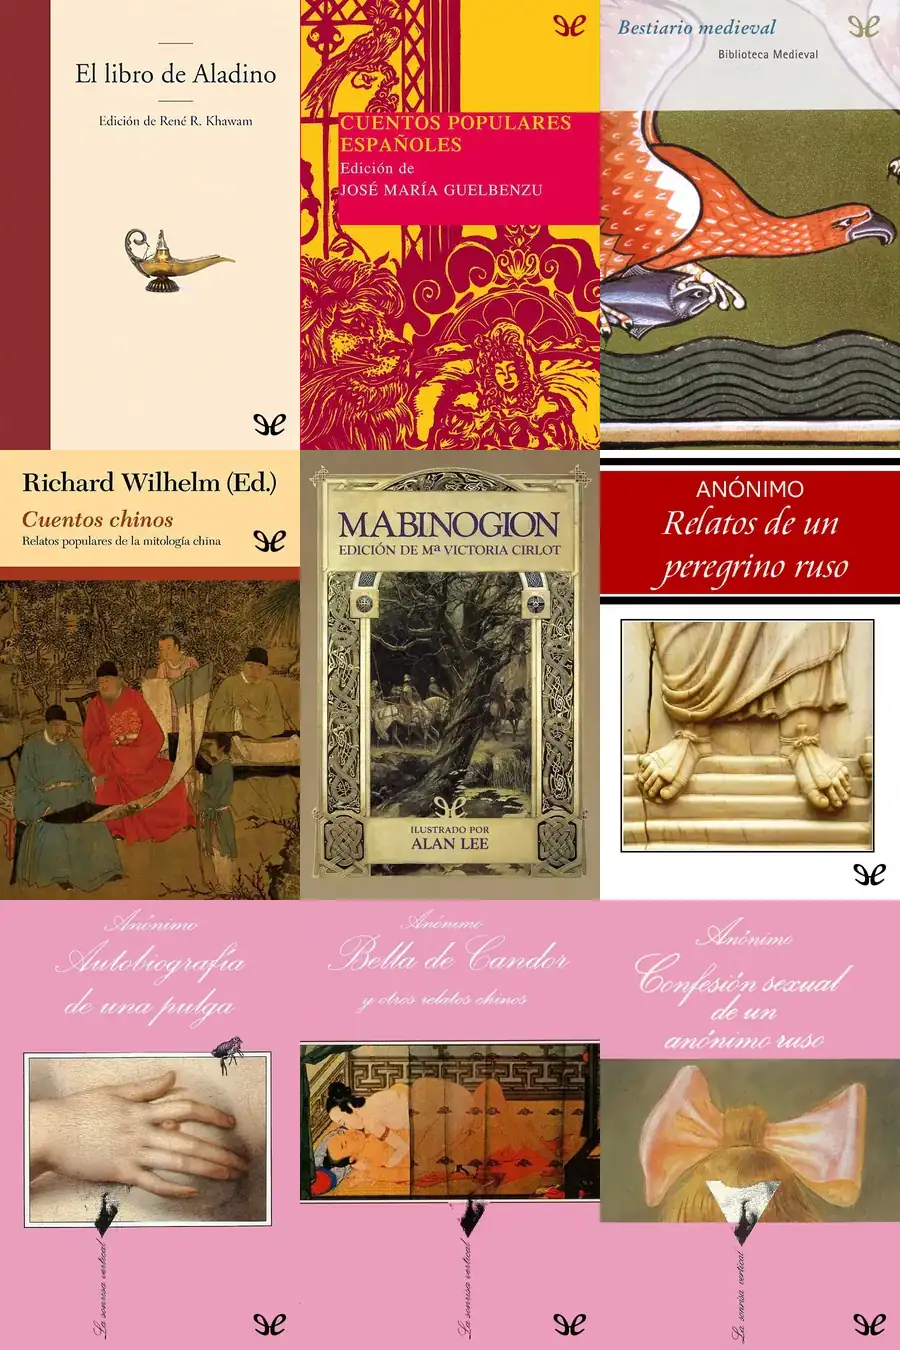 El libro de Aladino
Edición de René R. Khawam
CUENTOS POPULARES
ESPAÑOLES
Edición de
JOSÉ MARÍA GUELBENZU
Bestiario medieval
Biblioteca Medieval
Richard Wilhelm (Ed.)
Cuentos chinos
Relatos populares de la mitología china
MABINOGION
EDICIÓN DE Mª VICTORIA CIRLOT
ILUSTRADO POR
ALAN LEE
ANÓNIMO
Relatos de un
peregrino ruso
Anónimo
Autobiografía
de una pulga
La sonrisa vertical
Anónimo
Bella de Candor
y otros relatos chinos
La sonrisa vertical
Anónimo
Confesión sexual
de un
anónimo ruso
La sonrisa vertical